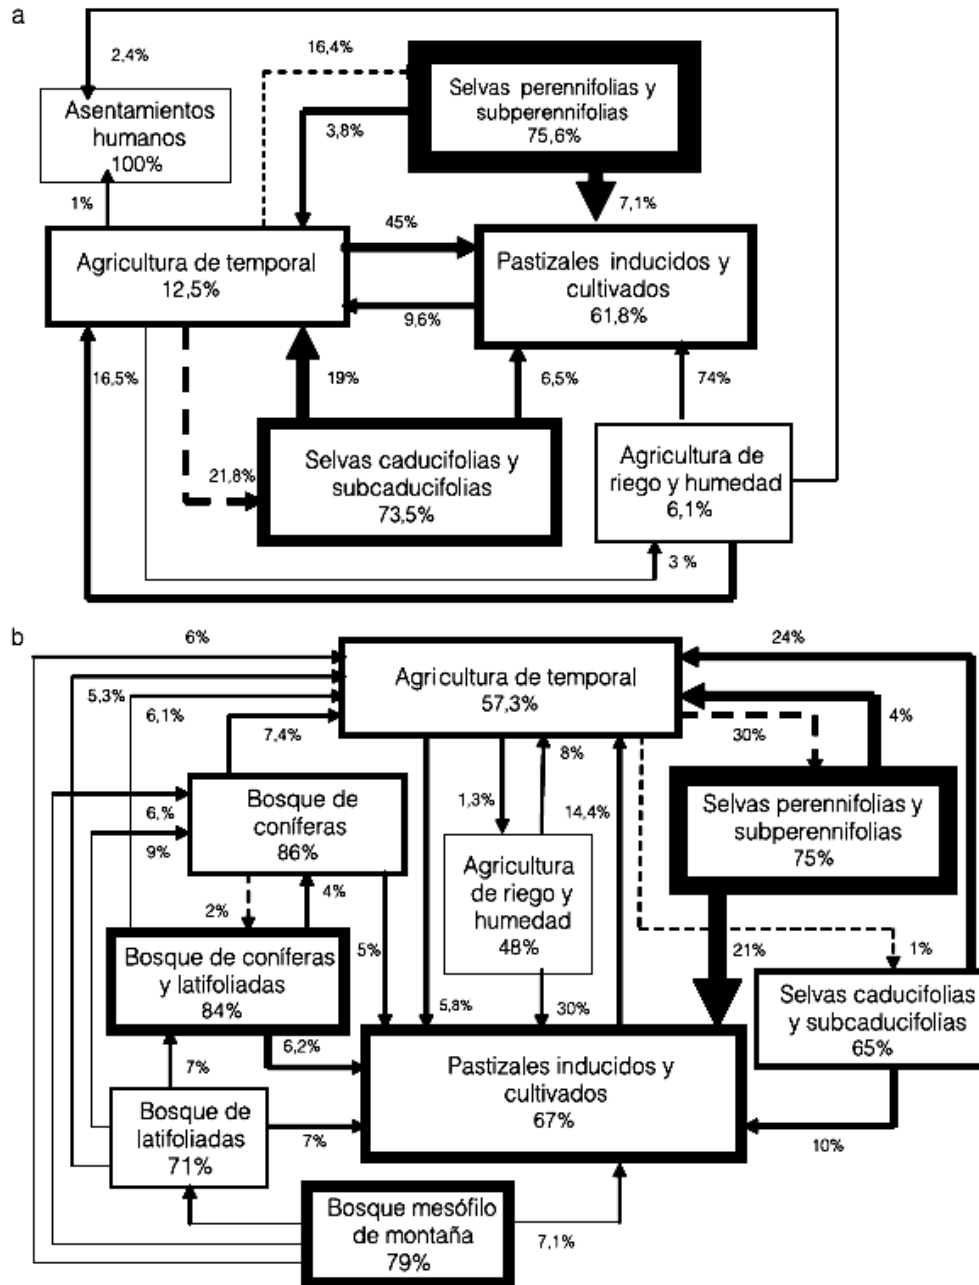 a
16,4%
2,4%
Asentamientos
humanos
100%
Selvas perennifolias y
subperennifolias
75,6%
3,8%
1%
7,1%
45%
Agricultura de temporal
12,5%
Pastizales inducidos y
cultivados
61,8%
9,6%
16,5%
19%
6,5%
74%
Selvas caducifolias y
subcaducifolias
73,5%
21,8%
Agricultura de
riego y humedad
6,1%
3 %
b
6%
24%
Agricultura de temporal
57,3%
5,3%
6,1%
7,4%
4%
30%
8%
Bosque de
coníferas
86%
6,%
9%
1,3%
14,4%
Selvas perennifolias y
subperennifolias
75%
Agricultura
de riego y
humedad
48%
2%
4%
5%
21%
1%
Bosque de coníferas
y latifoliadas
84%
Selvas caducifolias
y subcaducifolias
65%
5,8%
30%
6,2%
7%
Pastizales inducidos y
cultivados
67%
Bosque de
latifoliadas
71%
7%
10%
Bosque mesófilo
de montaña
79%
7,1%